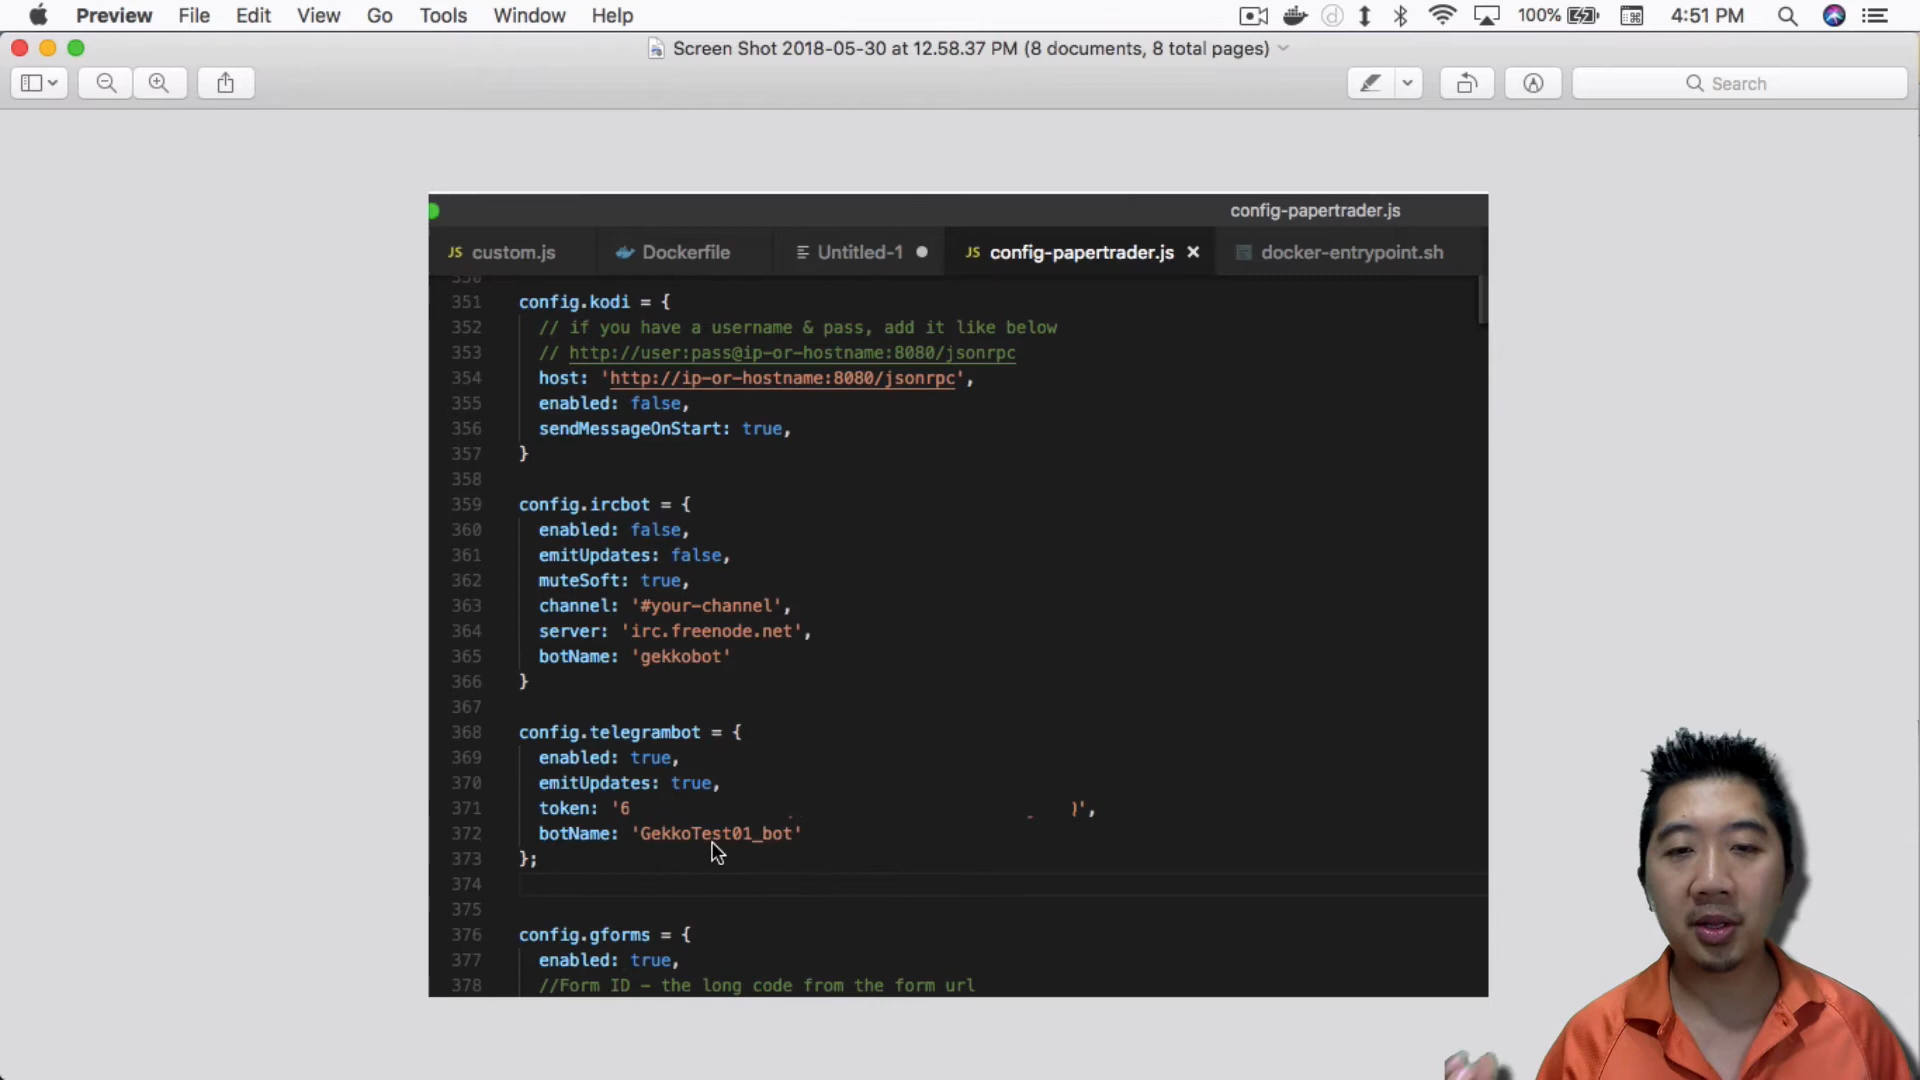 Preview File Edit View Go Tools Window Help 100% 4:51 PM
Screen Shot 2018-05-30 at 12.58.37 PM (8 documents, 8 total pages)
Search
config-papertrader.js
JS custom.js Dockerfile Untitled-1 JS config-papertrader.js × docker-entrypoint.sh
351 config.kodi = {
352 // if you have a username & pass, add it like below
353 // http://user:pass@ip-or-hostname:8080/jsonrpc
354 host: 'http://ip-or-hostname:8080/jsonrpc',
355 enabled: false,
356 sendMessageOnStart: true,
357 }
358
359 config.ircbot = {
360 enabled: false,
361 emitUpdates: false,
362 muteSoft: true,
363 channel: '#your-channel',
364 server: 'irc.freenode.net',
365 botName: 'gekkobot'
366 }
367
368 config.telegrambot = {
369 enabled: true,
370 emitUpdates: true,
371 token: '6 ',
372 botName: 'GekkoTest01_bot'
373 };
374
375
376 config.gforms = {
377 enabled: true,
378 //Form ID - the long code from the form url